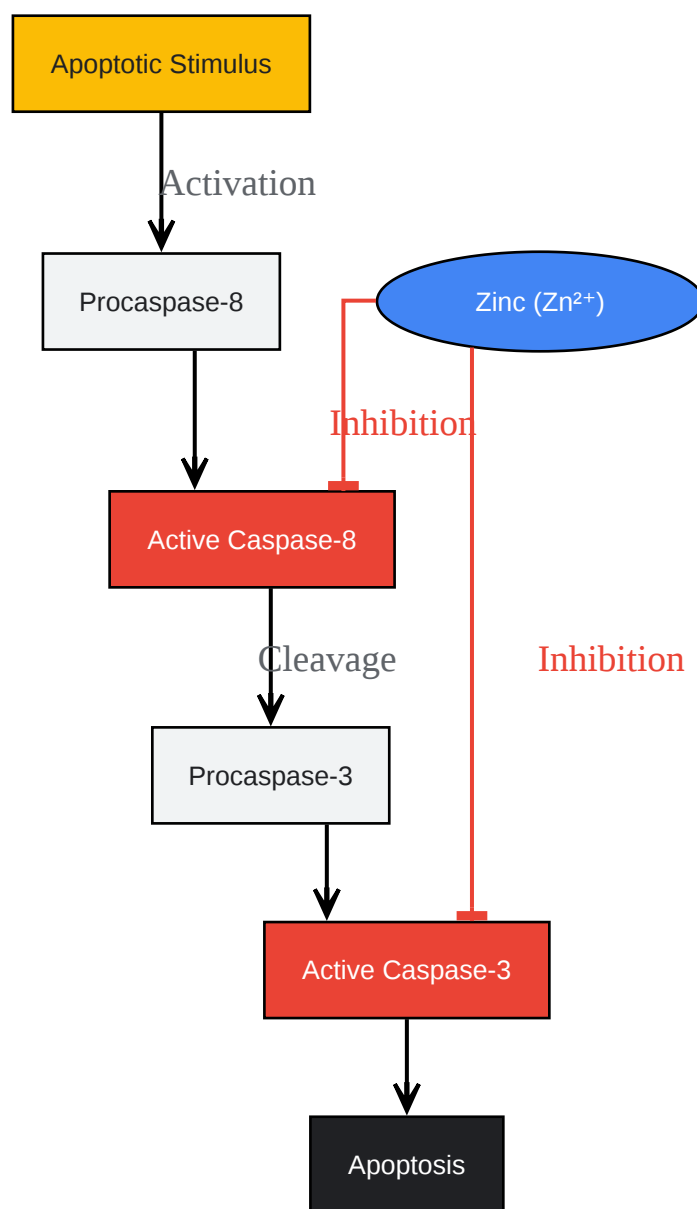 Apoptotic Stimulus
Activation
Procaspase-8
Zinc (Zn²⁺)
Inhibition
Active Caspase-8
Cleavage
Inhibition
Procaspase-3
Active Caspase-3
Apoptosis